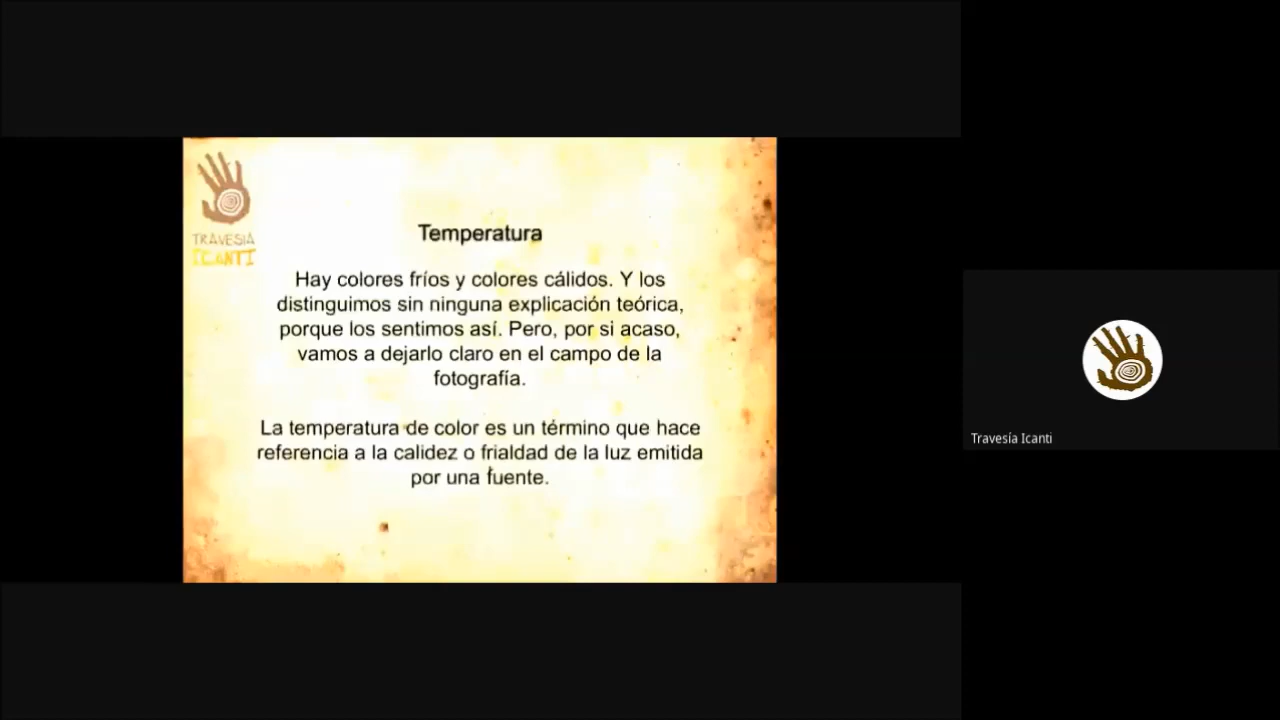 TRAVESIA
ICANTI
Temperatura
Hay colores fríos y colores cálidos. Y los
distinguimos sin ninguna explicación teórica,
porque los sentimos así. Pero, por si acaso,
vamos a dejarlo claro en el campo de la
fotografía.
La temperatura de color es un término que hace
referencia a la calidez o frialdad de la luz emitida
por una fuente.
Travesía Icanti